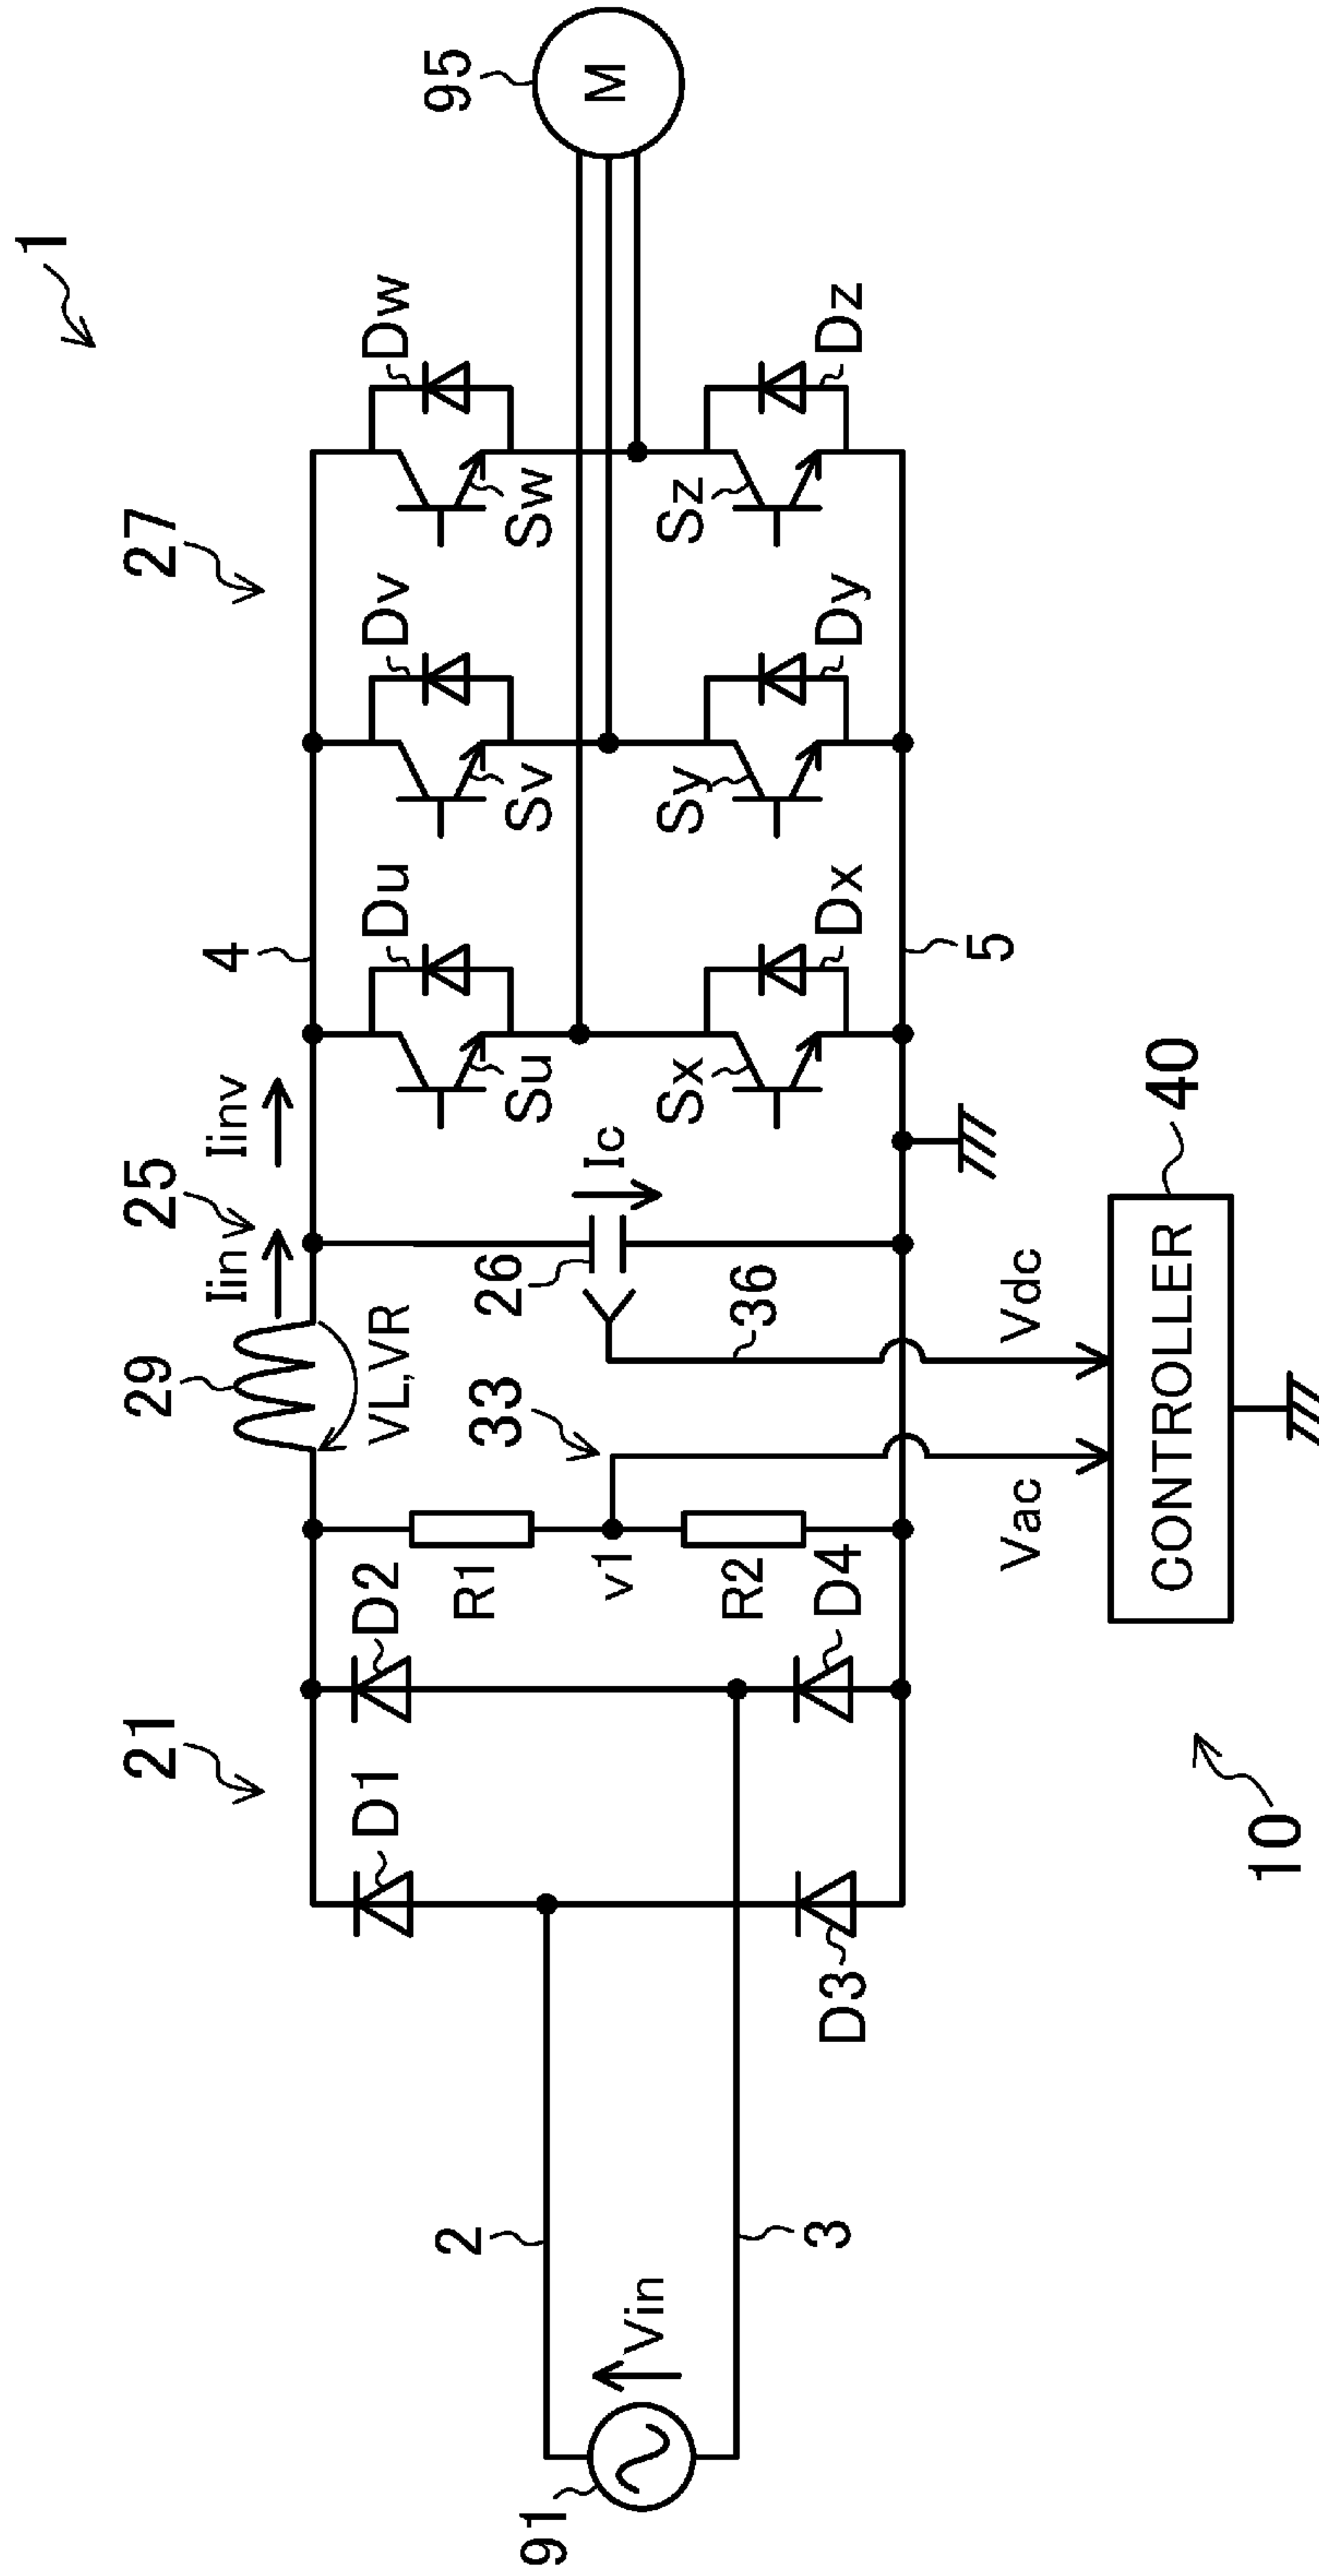 1
21
25
27
29
Iin
Iinv
4
D1
D2
VL,VR
Du
Dv
Dw
2
R1
33
26
Su
Sv
Sw
95
91
Vin
v1
Ic
M
R2
36
Sx
Sy
Sz
3
D3
D4
Dx
Dy
Dz
Vac
Vdc
5
CONTROLLER
40
10